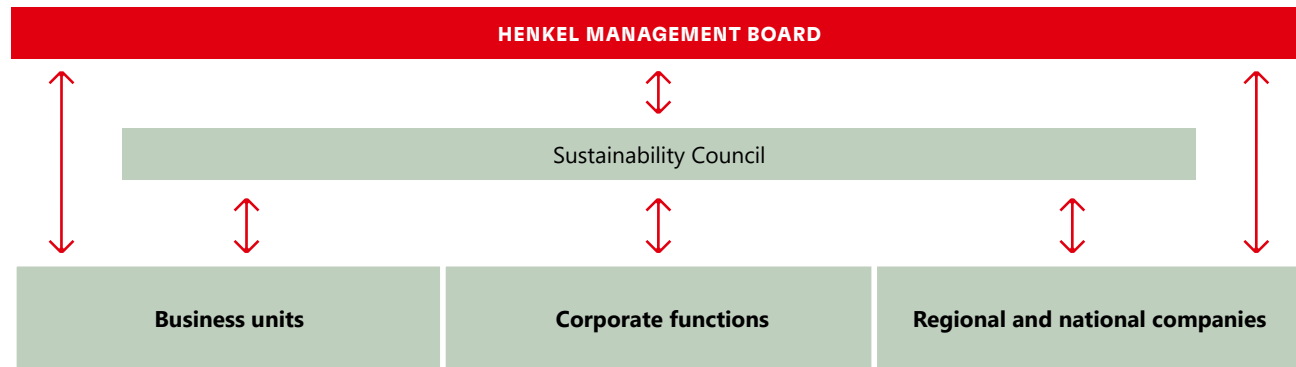 HENKEL MANAGEMENT BOARD
Sustainability Council
Business units
Corporate functions
Regional and national companies